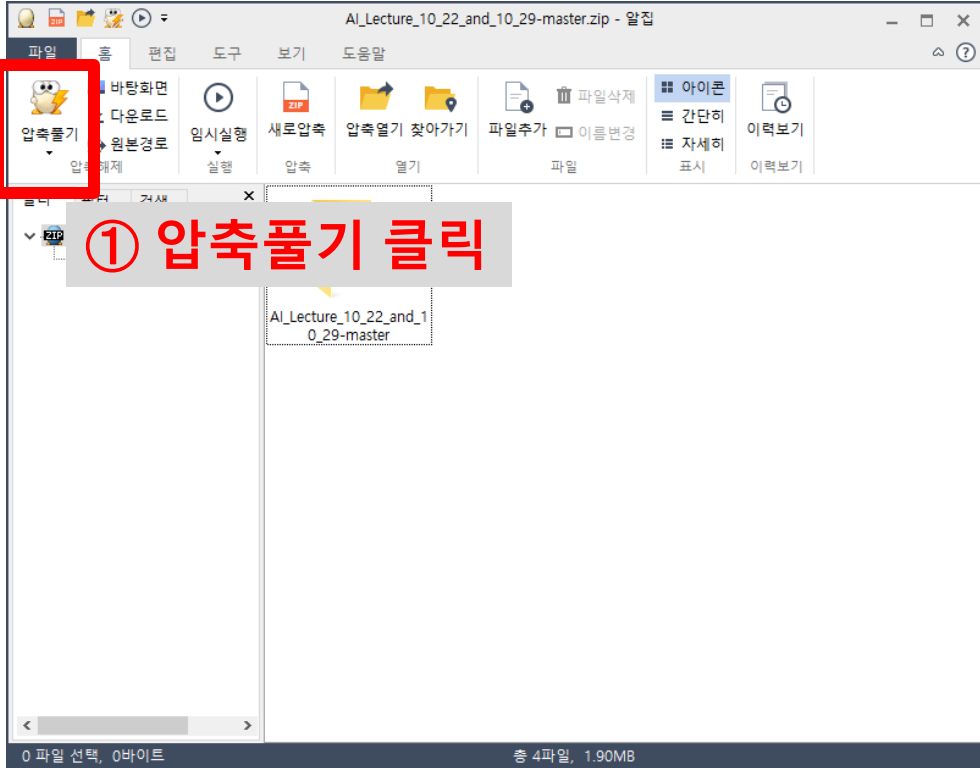 AI_Lecture_10_22_and_10_29-master.zip - 알집
파일 홈 편집 도구 보기 도움말
압축풀기
바탕화면
다운로드
원본경로
임시실행
새로압축
압축열기 찾아가기
파일추가
파일삭제
이름변경
아이콘
간단히
자세히
이력보기
실행 압축 열기 파일 표시 이력보기
검색
ZIP
① 압축풀기 클릭
AI_Lecture_10_22_and_1
0_29-master
0 파일 선택, 0바이트
총 4파일, 1.90MB